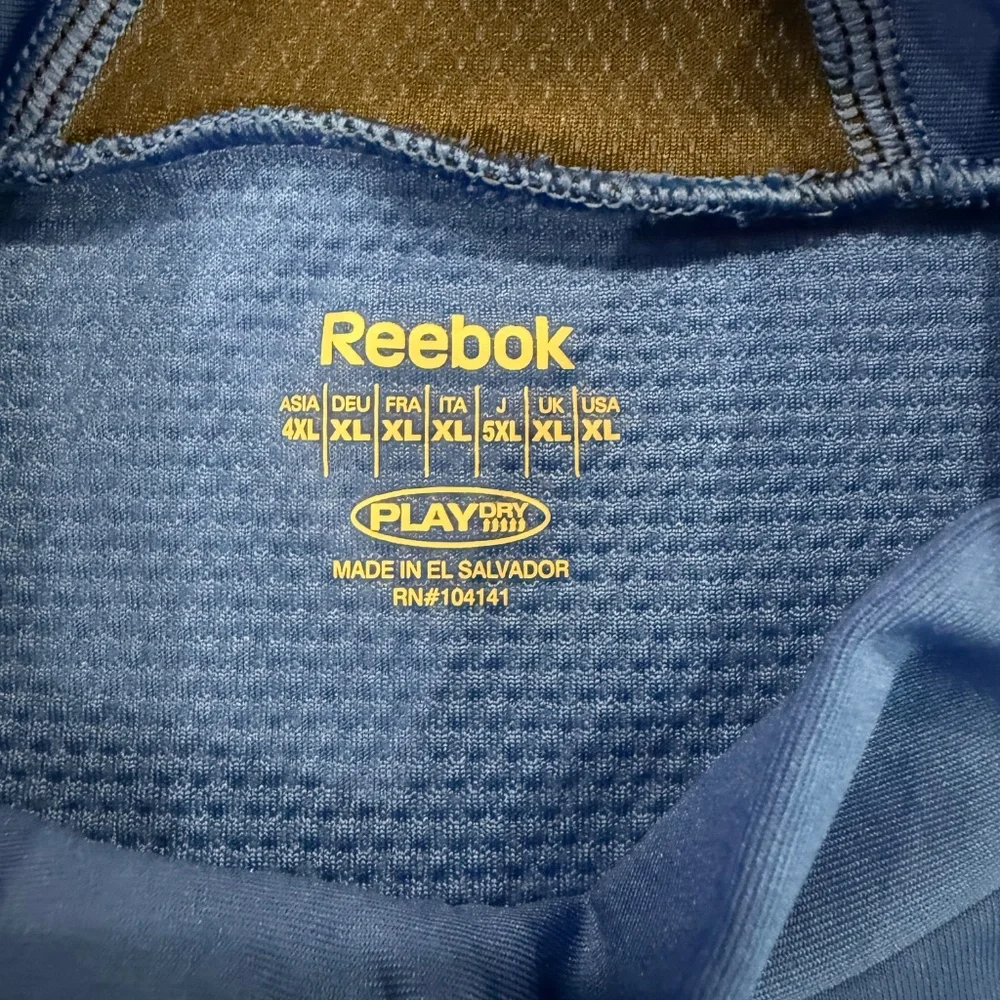 Reebok
ASIA DEU FRA ITA J UK USA
4XL XL XL XL 5XL XL XL
PLAYDRY
MADE IN EL SALVADOR
RN#104141